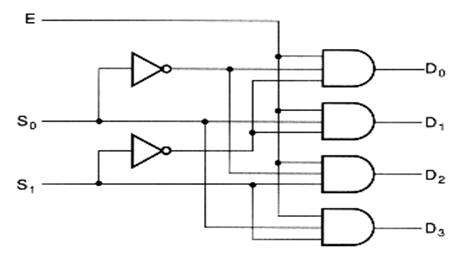 E
D₀
S₀
D₁
S₁
D₂
D₃